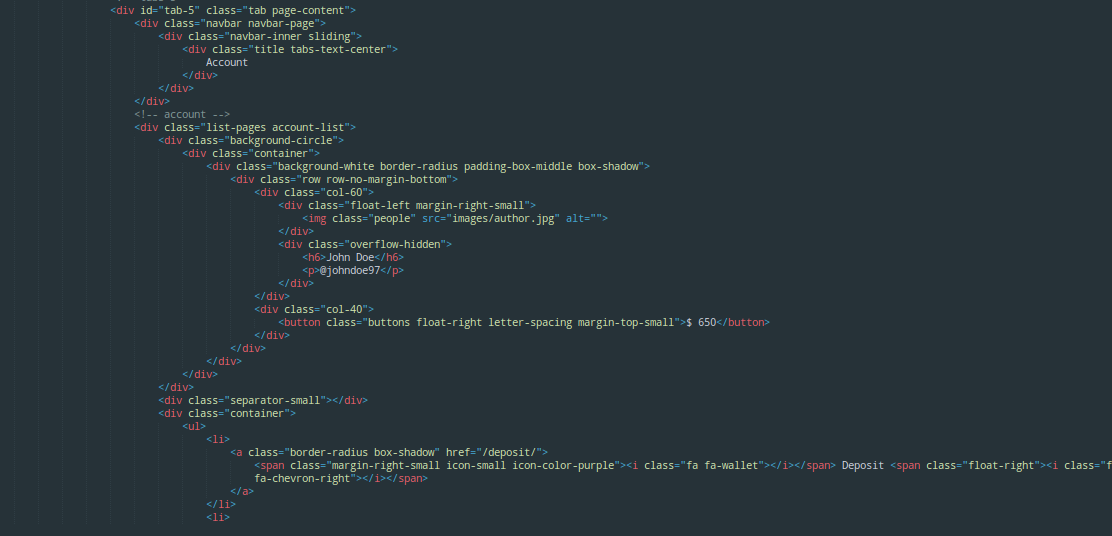 <div id="tab-5" class="tab page-content">
<div class="navbar navbar-page">
<div class="navbar-inner sliding">
<div class="title tabs-text-center">
Account
</div>
</div>
</div>
<!-- account -->
<div class="list-pages account-list">
<div class="background-circle">
<div class="container">
<div class="background-white border-radius padding-box-middle box-shadow">
<div class="row row-no-margin-bottom">
<div class="col-60">
<div class="float-left margin-right-small">
<img class="people" src="images/author.jpg" alt="">
</div>
<div class="overflow-hidden">
<h6>John Doe</h6>
<p>@johndoe97</p>
</div>
</div>
<div class="col-40">
<button class="buttons float-right letter-spacing margin-top-small">$ 650</button>
</div>
</div>
</div>
</div>
</div>
<div class="separator-small"></div>
<div class="container">
<ul>
<li>
<a class="border-radius box-shadow" href="/deposit/">
<span class="margin-right-small icon-small icon-color-purple"><i class="fa fa-wallet"></i></span> Deposit <span class="float-right"><i class="f
fa-chevron-right"></i></span>
</a>
</li>
<li>